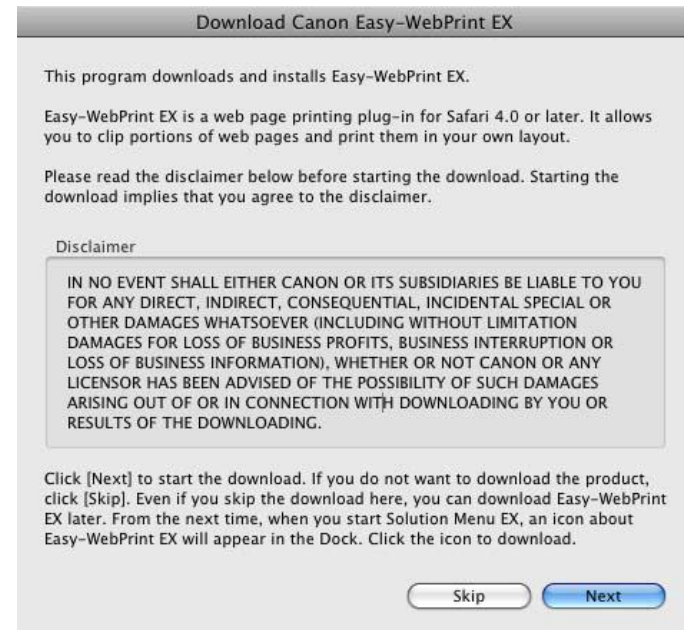 Download Canon Easy-WebPrint EX
This program downloads and installs Easy-WebPrint EX.
Easy-WebPrint EX is a web page printing plug-in for Safari 4.0 or later. It allows
you to clip portions of web pages and print them in your own layout.
Please read the disclaimer below before starting the download. Starting the
download implies that you agree to the disclaimer.
Disclaimer
IN NO EVENT SHALL EITHER CANON OR ITS SUBSIDIARIES BE LIABLE TO YOU
FOR ANY DIRECT, INDIRECT, CONSEQUENTIAL, INCIDENTAL SPECIAL OR
OTHER DAMAGES WHATSOEVER (INCLUDING WITHOUT LIMITATION
DAMAGES FOR LOSS OF BUSINESS PROFITS, BUSINESS INTERRUPTION OR
LOSS OF BUSINESS INFORMATION), WHETHER OR NOT CANON OR ANY
LICENSOR HAS BEEN ADVISED OF THE POSSIBILITY OF SUCH DAMAGES
ARISING OUT OF OR IN CONNECTION WITH DOWNLOADING BY YOU OR
RESULTS OF THE DOWNLOADING.
Click [Next] to start the download. If you do not want to download the product,
click [Skip]. Even if you skip the download here, you can download Easy-WebPrint
EX later. From the next time, when you start Solution Menu EX, an icon about
Easy-WebPrint EX will appear in the Dock. Click the icon to download.
Skip Next